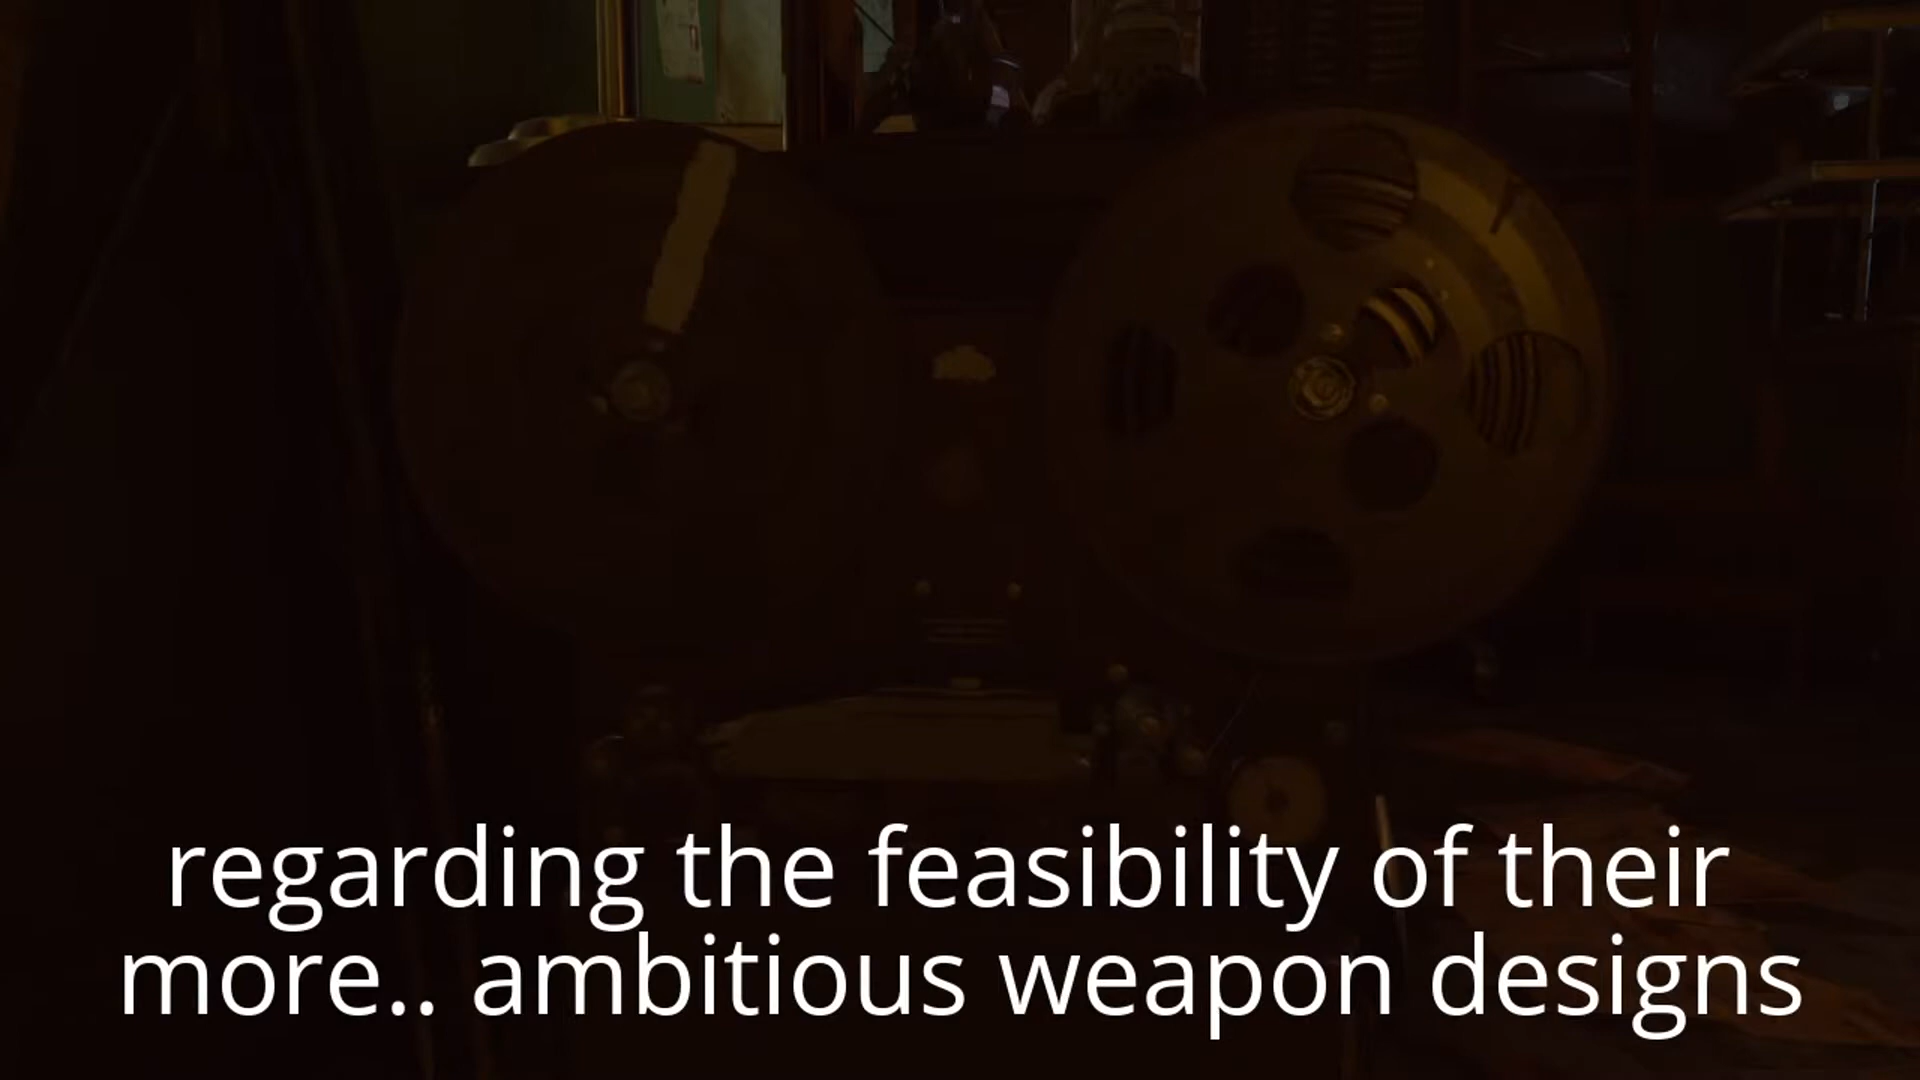 regarding the feasibility of their
more.. ambitious weapon designs